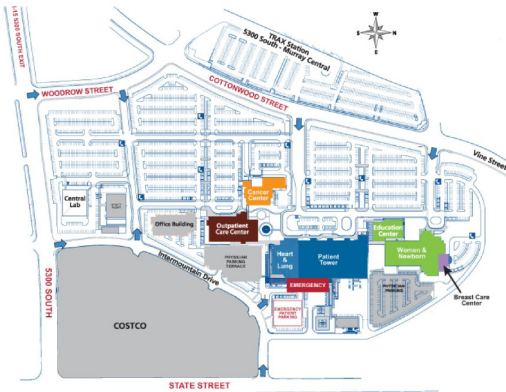 I-15 5300 SOUTH EXIT
TRAX Station
5300 South - Murray Central
W
S
N
E
WOODROW STREET
COTTONWOOD STREET
Vine Street
Central
Lab
Cancer
Center
Office Building
Outpatient
Care Center
Education
Center
Women &
Newborn
PHYSICIAN
PARKING
TERRACE
Heart
&
Lung
Patient
Tower
Intermountain Drive
EMERGENCY
PHYSICIAN
PARKING
Breast Care
Center
EMERGENCY
PATIENT
PARKING
5300 SOUTH
COSTCO
STATE STREET